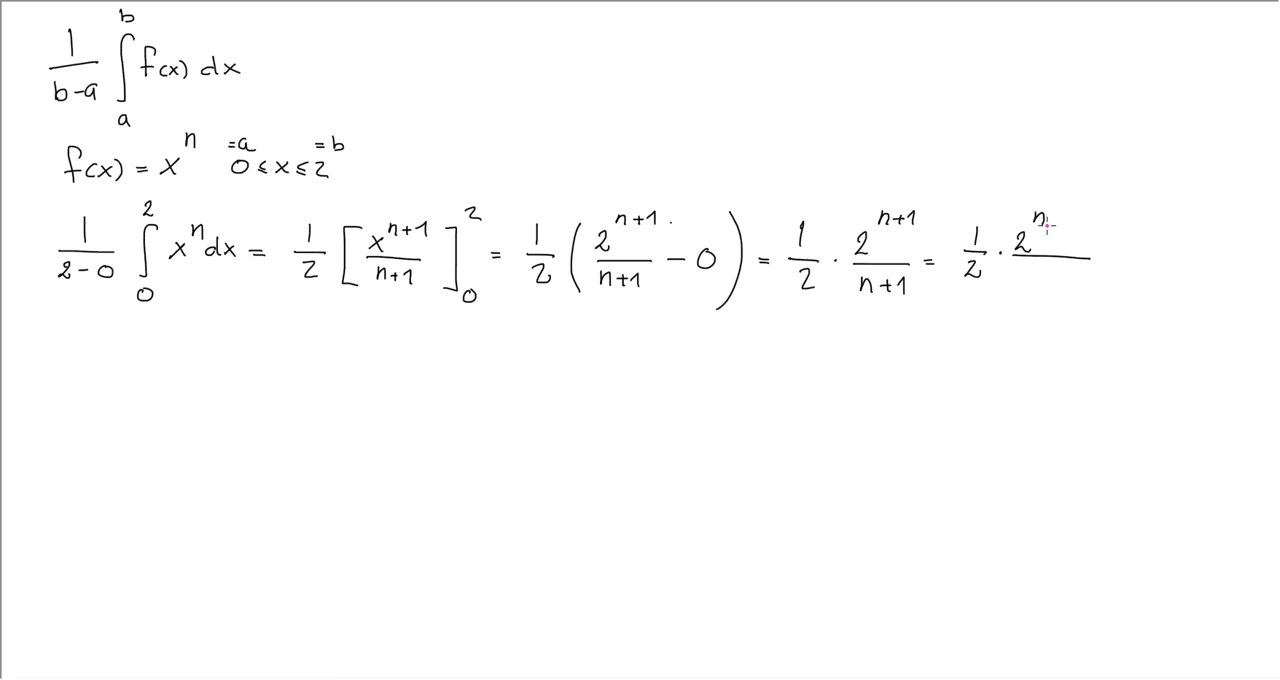 1/(b-a) ∫_a^b f(x) dx
f(x) = x^n  0 ≤ x ≤ 2  =a  =b
1/(2-0) ∫_0^2 x^n dx = 1/2 [x^(n+1)/(n+1)]_0^2 = 1/2 (2^(n+1)/(n+1) - 0) = 1/2 · 2^(n+1)/(n+1) = 1/2 · 2^n